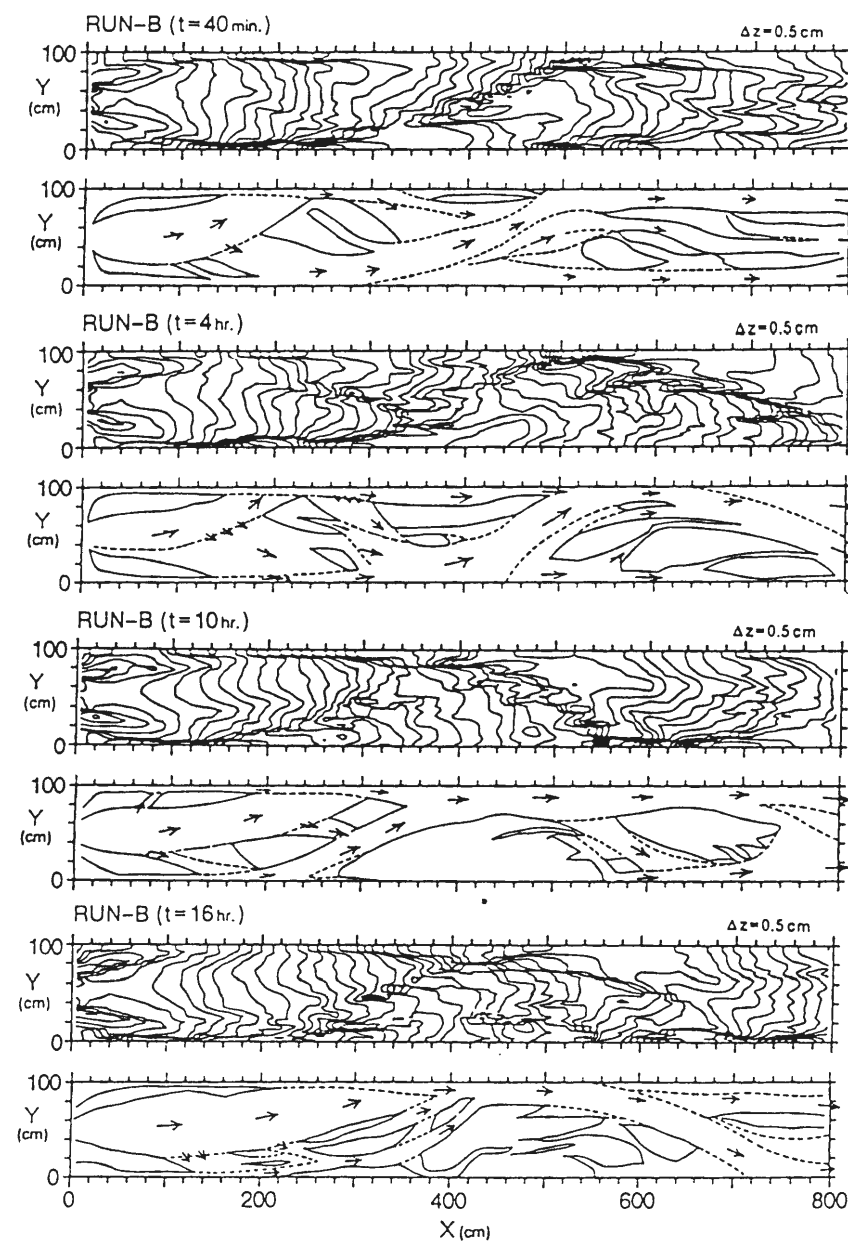 RUN-B (t=40 min.) Δz=0.5 cm
100
Y
(cm)
0
100
Y
(cm)
0
RUN-B (t=4 hr.) Δz=0.5 cm
100
Y
(cm)
0
100
Y
(cm)
0
RUN-B (t=10 hr.) Δz=0.5 cm
100
Y
(cm)
0
100
Y
(cm)
0
RUN-B (t=16 hr.) Δz=0.5 cm
100
Y
(cm)
0
100
Y
(cm)
0
0 200 400 600 800
X (cm)